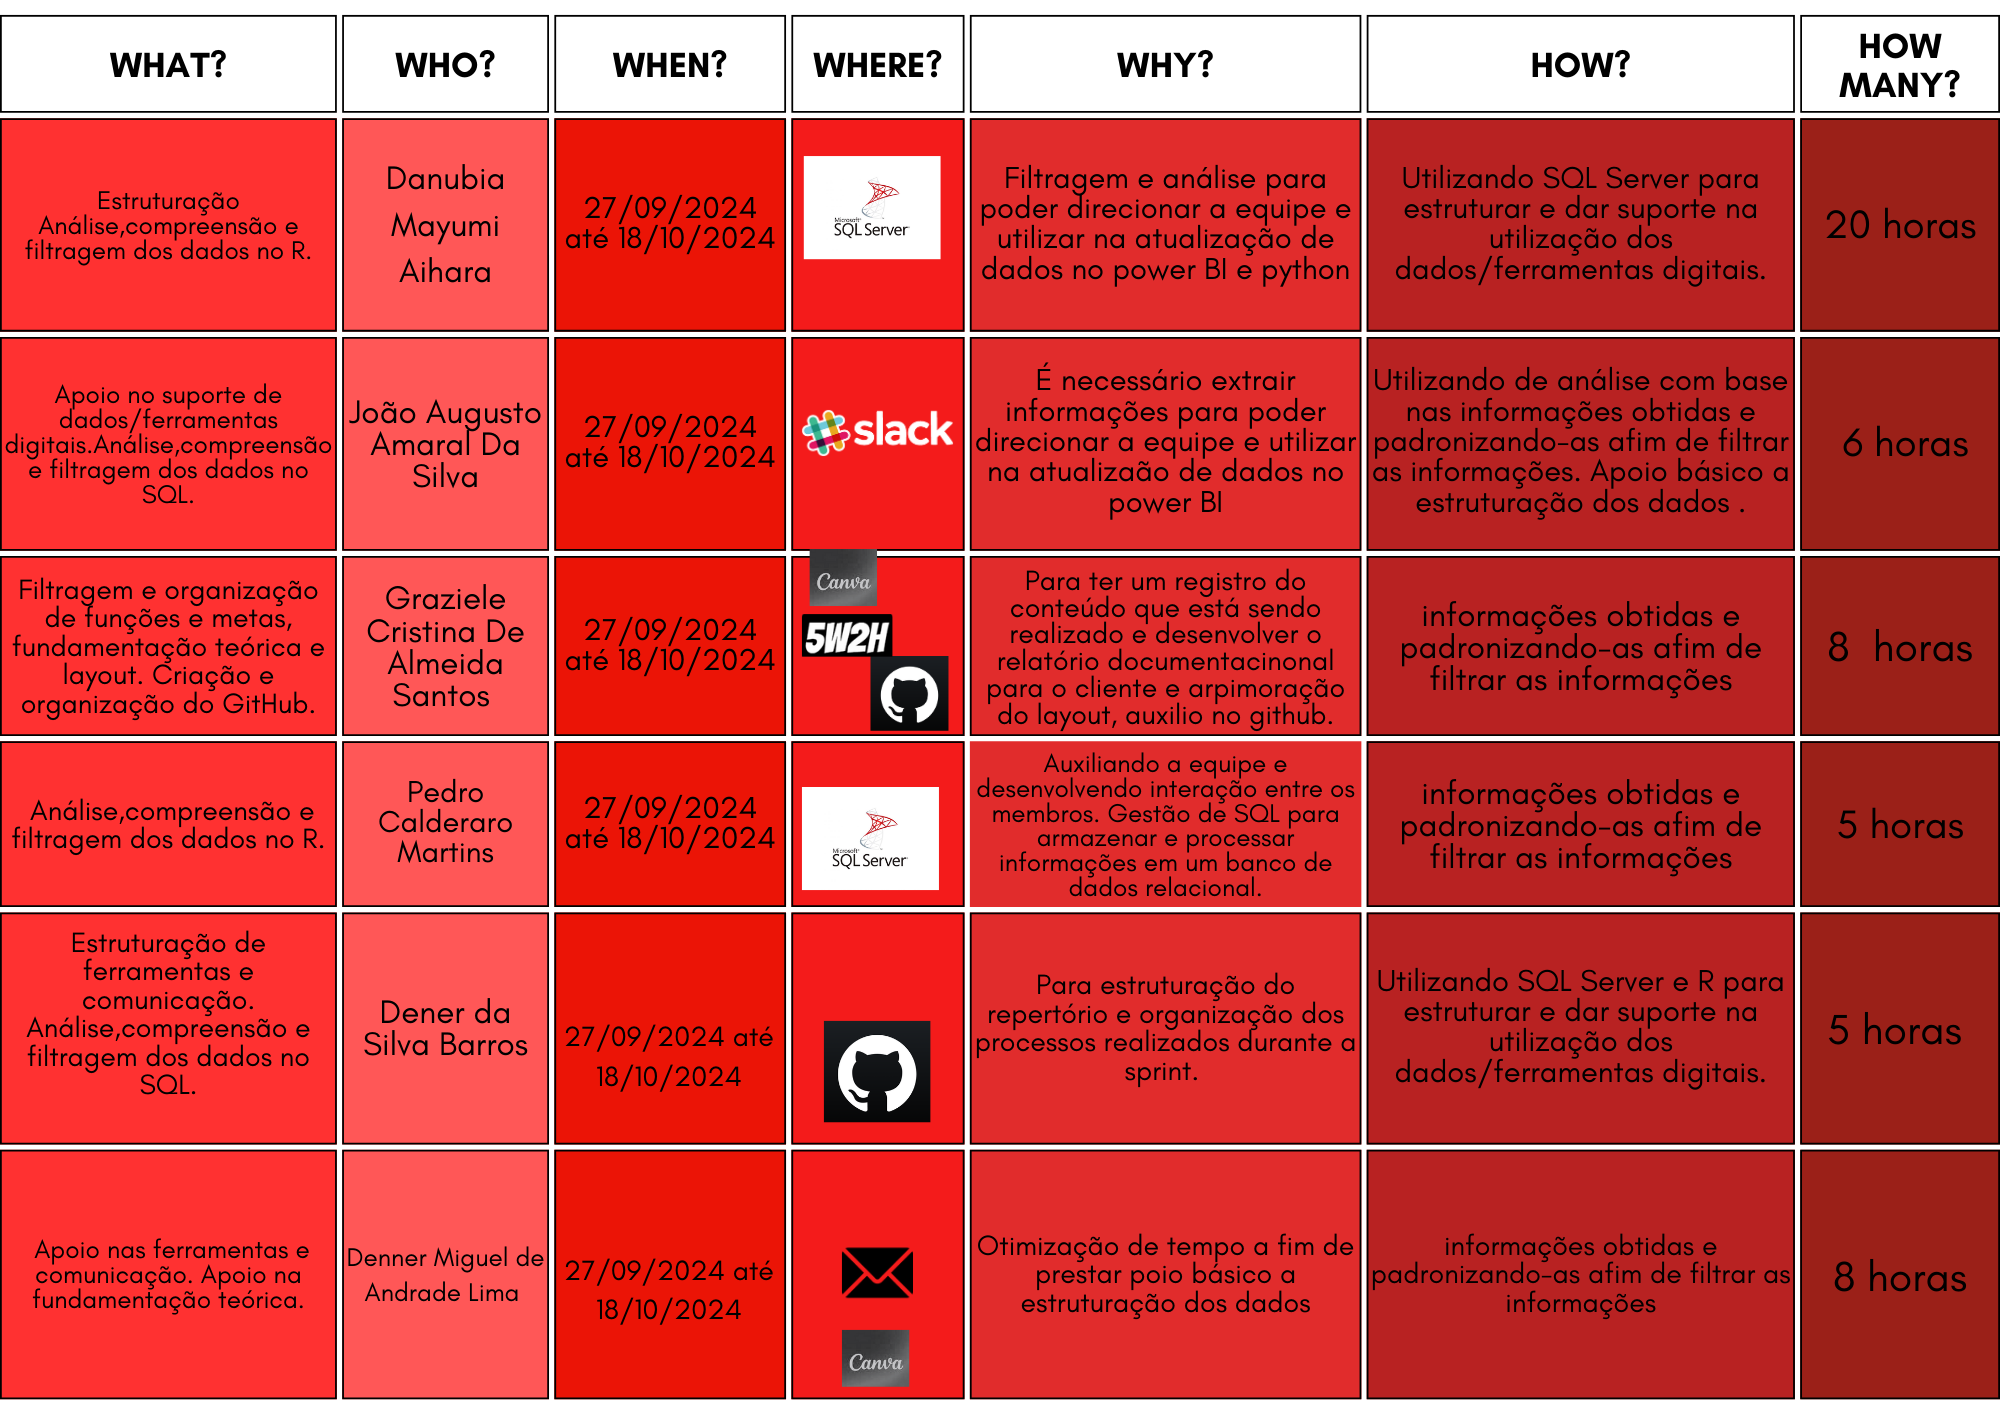 WHAT?
WHO?
WHEN?
WHERE?
WHY?
HOW?
HOW
MANY?
Estruturação
Análise,compreensão e
filtragem dos dados no R.
Danubia
Mayumi
Aihara
27/09/2024
até 18/10/2024
Microsoft
SQL Server
Filtragem e análise para
poder direcionar a equipe e
utilizar na atualização de
dados no power BI e python
Utilizando SQL Server para
estruturar e dar suporte na
utilização dos
dados/ferramentas digitais.
20 horas
Apoio no suporte de
dados/ferramentas
digitais.Análise,compreensão
e filtragem dos dados no
SQL.
João Augusto
Amaral Da
Silva
27/09/2024
até 18/10/2024
slack
É necessário extrair
informações para poder
direcionar a equipe e utilizar
na atualizaão de dados no
power BI
Utilizando de análise com base
nas informações obtidas e
padronizando-as afim de filtrar
as informações. Apoio básico a
estruturação dos dados .
6 horas
Filtragem e organização
de funções e metas,
fundamentação teórica e
layout. Criação e
organização do GitHub.
Graziele
Cristina De
Almeida
Santos
27/09/2024
até 18/10/2024
Canva
5W2H
Para ter um registro do
conteúdo que está sendo
realizado e desenvolver o
relatório documentacinonal
para o cliente e arpimoração
do layout, auxilio no github.
informações obtidas e
padronizando-as afim de
filtrar as informações
8 horas
Análise,compreensão e
filtragem dos dados no R.
Pedro
Calderaro
Martins
27/09/2024
até 18/10/2024
Microsoft
SQL Server
Auxiliando a equipe e
desenvolvendo interação entre os
membros. Gestão de SQL para
armazenar e processar
informações em um banco de
dados relacional.
informações obtidas e
padronizando-as afim de
filtrar as informações
5 horas
Estruturação de
ferramentas e
comunicação.
Análise,compreensão e
filtragem dos dados no
SQL.
Dener da
Silva Barros
27/09/2024 até
18/10/2024
Para estruturação do
repertório e organização dos
processos realizados durante a
sprint.
Utilizando SQL Server e R para
estruturar e dar suporte na
utilização dos
dados/ferramentas digitais.
5 horas
Apoio nas ferramentas e
comunicação. Apoio na
fundamentação teórica.
Denner Miguel de
Andrade Lima
27/09/2024 até
18/10/2024
Canva
Otimização de tempo a fim de
prestar poio básico a
estruturação dos dados
informações obtidas e
padronizando-as afim de filtrar as
informações
8 horas